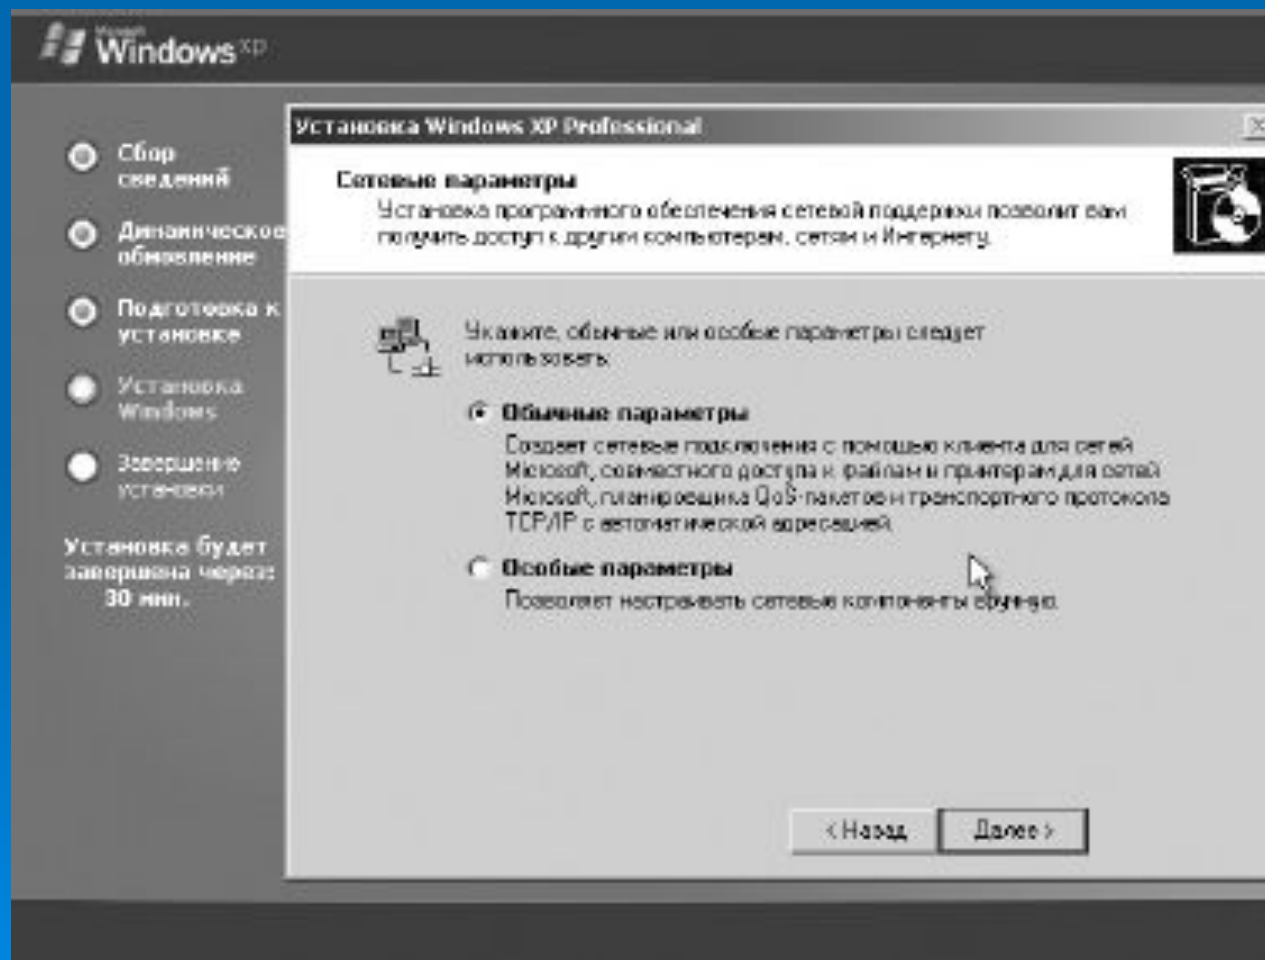 Microsoft
Windows xp
Сбор
сведений
Динамическое
обновление
Подготовка к
установке
Установка
Windows
Завершение
установки
Установка будет
завершена через:
30 мин.
Установка Windows XP Professional
Сетевые параметры
Установка программного обеспечения сетевой поддержки позволит вам
получить доступ к другим компьютерам, сетям и Интернету.
Укажите, обычные или особые параметры следует
использовать:
Обычные параметры
Создает сетевые подключения с помощью клиента для сетей
Microsoft, совместного доступа к файлам и принтерам для сетей
Microsoft, планировщика QoS-пакетов и транспортного протокола
TCP/IP с автоматической адресацией.
Особые параметры
Позволяет настраивать сетевые компоненты вручную.
< Назад
Далее >